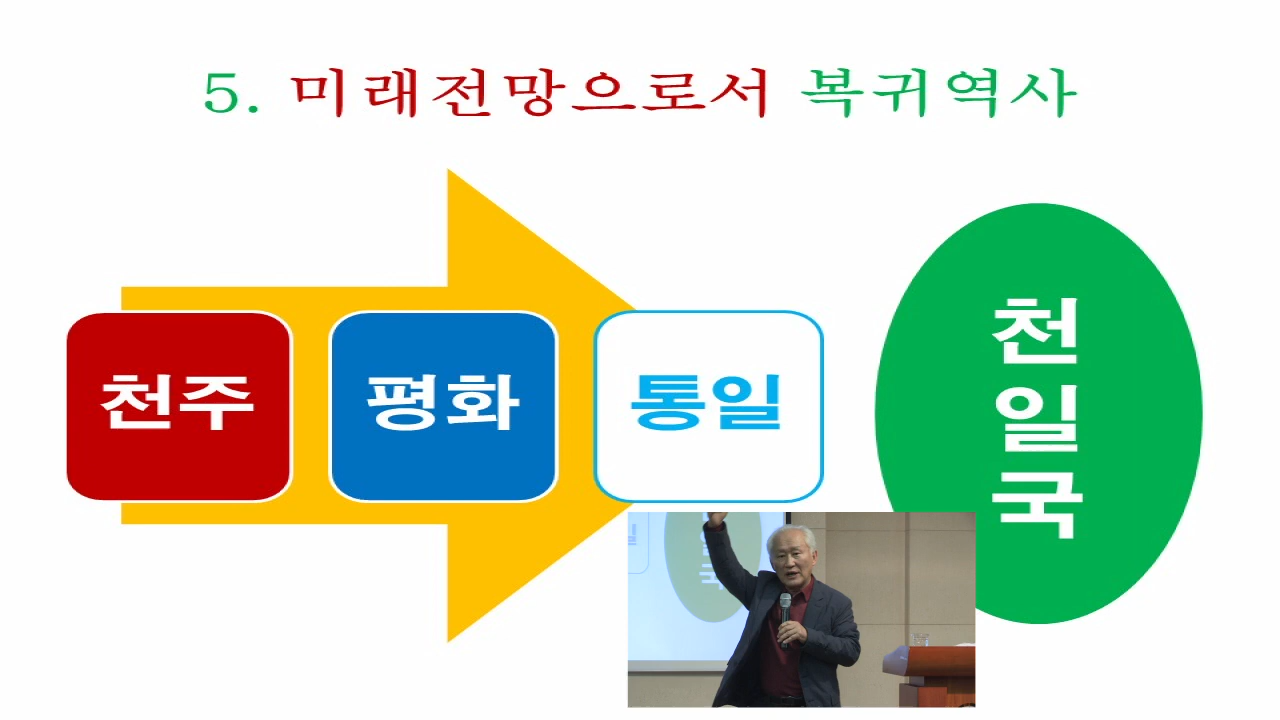 5. 미래전망으로서 복귀역사
천주
평화
통일
천
일
국